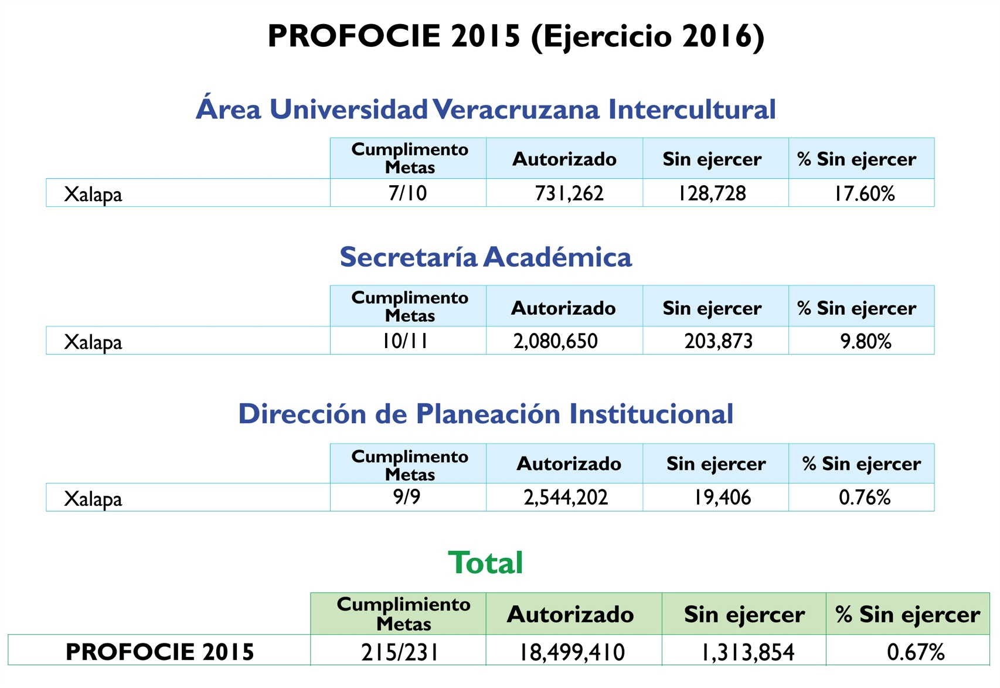 PROFOCIE 2015 (Ejercicio 2016)
Área Universidad Veracruzana Intercultural
Cumplimento Metas Autorizado Sin ejercer % Sin ejercer
Xalapa 7/10 731,262 128,728 17.60%
Secretaría Académica
Cumplimento Metas Autorizado Sin ejercer % Sin ejercer
Xalapa 10/11 2,080,650 203,873 9.80%
Dirección de Planeación Institucional
Cumplimento Metas Autorizado Sin ejercer % Sin ejercer
Xalapa 9/9 2,544,202 19,406 0.76%
Total
Cumplimiento Metas Autorizado Sin ejercer % Sin ejercer
PROFOCIE 2015 215/231 18,499,410 1,313,854 0.67%